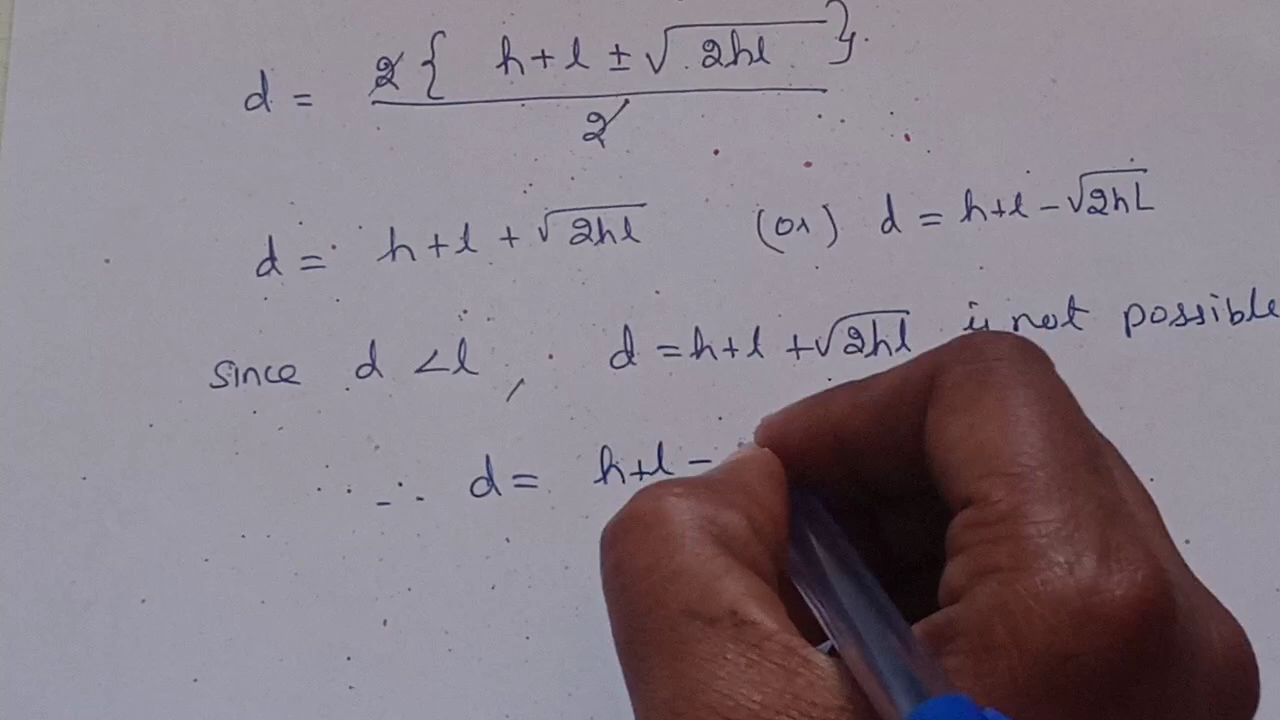 d = 2{ h+l ± √2hl }. / 2
d = h+l + √2hl (or) d = h+l - √2hL
since d < l , d = h+l + √2hl is not possible
∴ d = h+l -